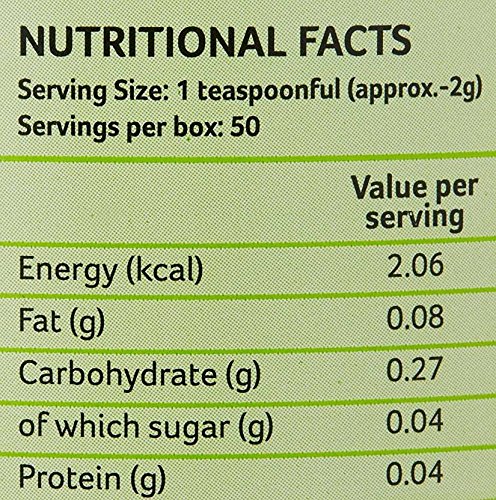 NUTRITIONAL FACTS
Serving Size: 1 teaspoonful (approx.-2g)
Servings per box: 50
Value per
serving
Energy (kcal) 2.06
Fat (g) 0.08
Carbohydrate (g) 0.27
of which sugar (g) 0.04
Protein (g) 0.04